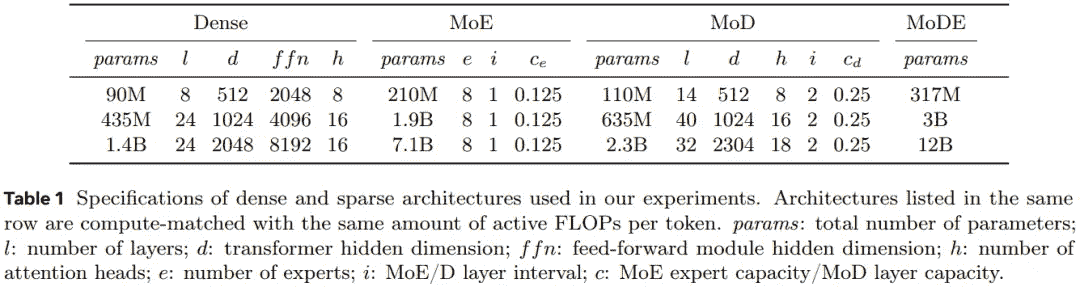 Dense MoE MoD MoDE
params l d ffn h params e i c_e params l d h i c_d params
90M 8 512 2048 8 210M 8 1 0.125 110M 14 512 8 2 0.25 317M
435M 24 1024 4096 16 1.9B 8 1 0.125 635M 40 1024 16 2 0.25 3B
1.4B 24 2048 8192 16 7.1B 8 1 0.125 2.3B 32 2304 18 2 0.25 12B
Table 1 Specifications of dense and sparse architectures used in our experiments. Architectures listed in the same
row are compute-matched with the same amount of active FLOPs per token. params: total number of parameters;
l: number of layers; d: transformer hidden dimension; ffn: feed-forward module hidden dimension; h: number of
attention heads; e: number of experts; i: MoE/D layer interval; c: MoE expert capacity/MoD layer capacity.